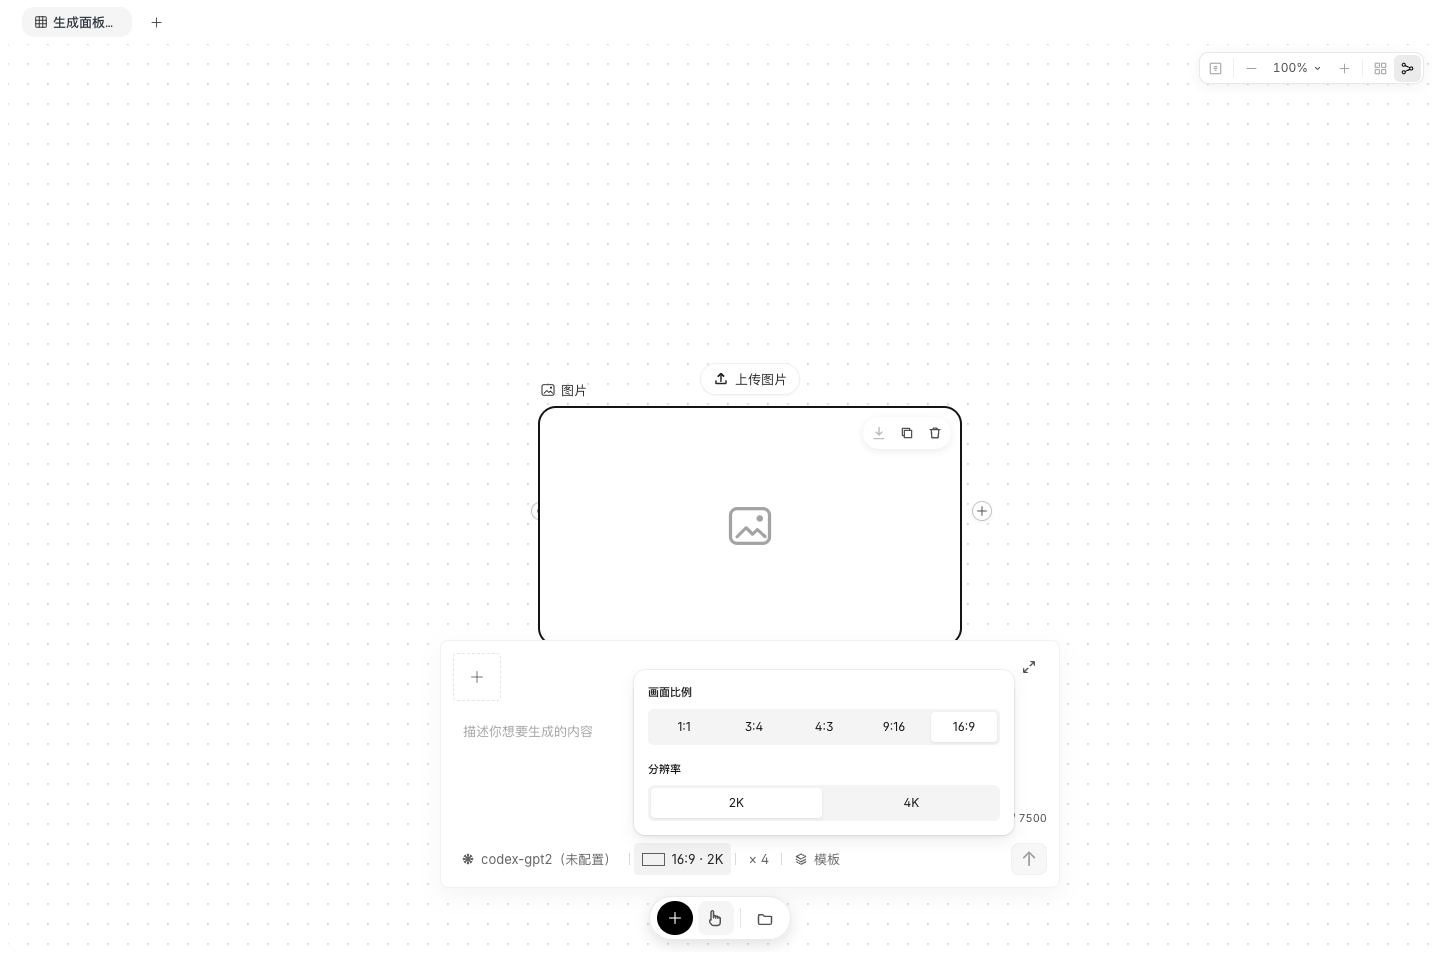 生成面板...
100%
上传图片
图片
画面比例
1:1 3:4 4:3 9:16 16:9
描述你想要生成的内容
分辨率
2K 4K
/ 7500
codex-gpt2（未配置） 16:9 · 2K × 4 模板